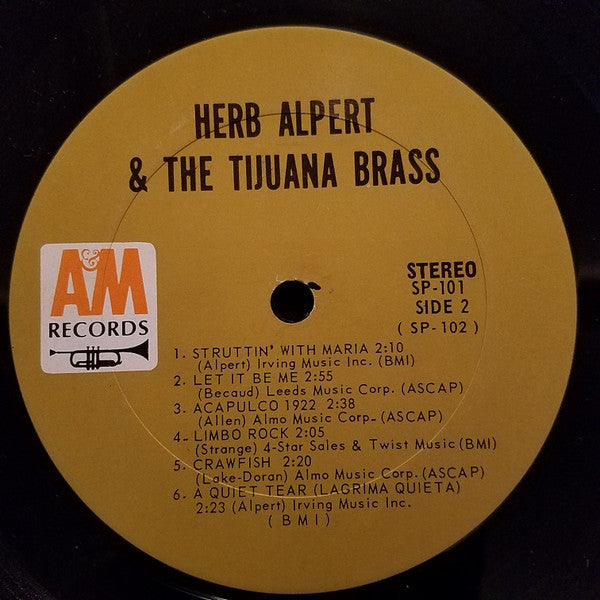 HERB ALPERT
& THE TIJUANA BRASS
A&M
RECORDS
STEREO
SP-101
SIDE 2
( SP-102 )
1. STRUTTIN' WITH MARIA 2:10
(Alpert) Irving Music Inc. (BMI)
2. LET IT BE ME 2:55
(Becaud) Leeds Music Corp. (ASCAP)
3. ACAPULCO 1922 2:38
(Allen) Almo Music Corp. (ASCAP)
4. LIMBO ROCK 2:05
(Strange) 4-Star Sales & Twist Music (BMI)
5. CRAWFISH 2:20
(Lake-Doran) Almo Music Corp. (ASCAP)
6. A QUIET TEAR (LAGRIMA QUIETA)
2:23 (Alpert) Irving Music Inc.
( BMI )